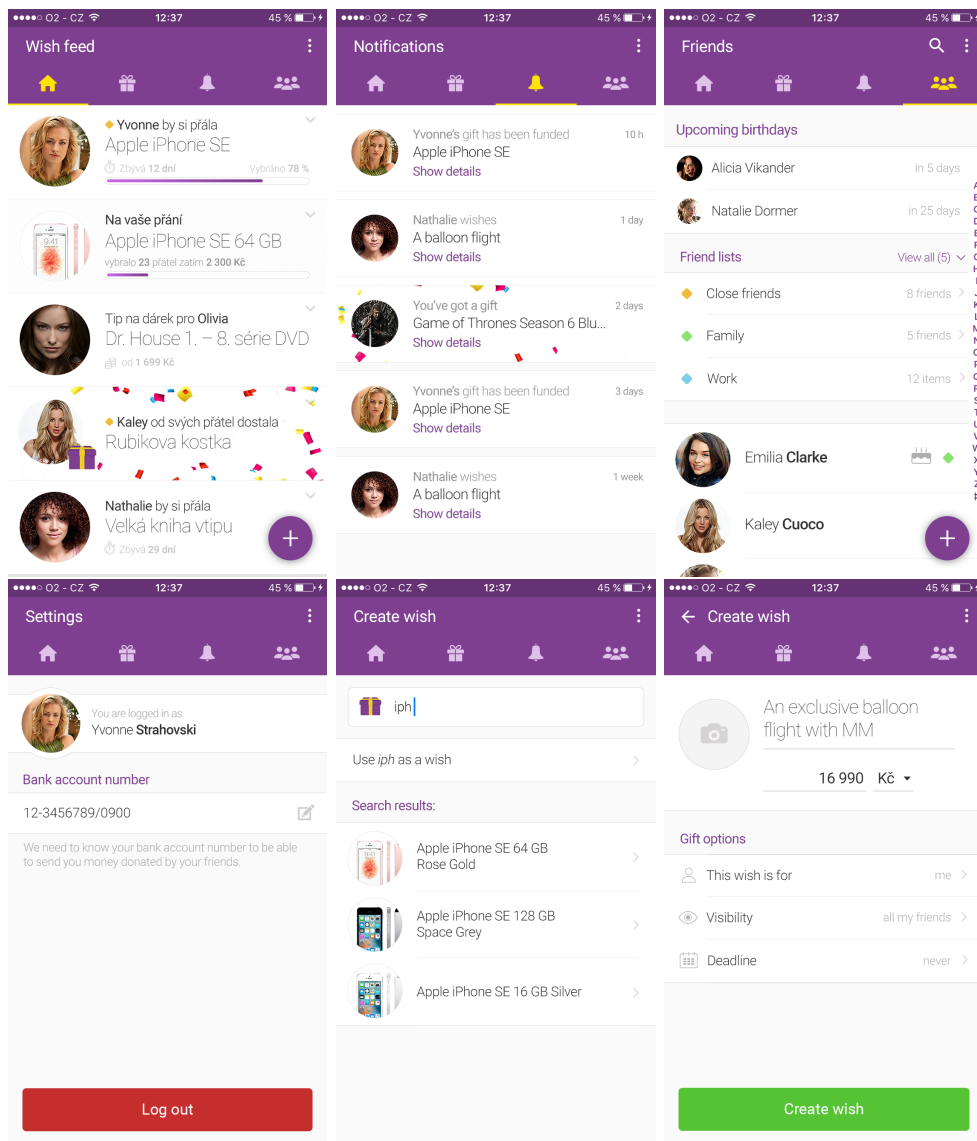 O2 - CZ 12:37 45 %
Wish feed
Yvonne by si přála
Apple iPhone SE
Zbývá 12 dní Vybráno 78 %
9:41
Na vaše přání
Apple iPhone SE 64 GB
vybralo 23 přátel zatím 2 300 Kč
Tip na dárek pro Olivia
Dr. House 1. – 8. série DVD
od 1 699 Kč
Kaley od svých přátel dostala
Rubikova kostka
Nathalie by si přála
Velká kniha vtipu
Zbývá 29 dní
+
O2 - CZ 12:37 45 %
Notifications
Yvonne's gift has been funded 10 h
Apple iPhone SE
Show details
Nathalie wishes 1 day
A balloon flight
Show details
You've got a gift 2 days
Game of Thrones Season 6 Blu...
Show details
Yvonne's gift has been funded 3 days
Apple iPhone SE
Show details
Nathalie wishes 1 week
A balloon flight
Show details
O2 - CZ 12:37 45 %
Friends
Upcoming birthdays
Alicia Vikander in 5 days
Natalie Dormer in 25 days
Friend lists View all (5)
Close friends 8 friends
Family 5 friends
Work 12 items
Emilia Clarke
Kaley Cuoco
+
O2 - CZ 12:37 45 %
Settings
You are logged in as
Yvonne Strahovski
Bank account number
12-3456789/0900
We need to know your bank account number to be able
to send you money donated by your friends.
Log out
O2 - CZ 12:37 45 %
Create wish
iph
Use iph as a wish
Search results:
9:41
Apple iPhone SE 64 GB
Rose Gold
Apple iPhone SE 128 GB
Space Grey
Apple iPhone SE 16 GB Silver
O2 - CZ 12:37 45 %
Create wish
An exclusive balloon
flight with MM
16 990 Kč
Gift options
This wish is for me
Visibility all my friends
Deadline never
Create wish